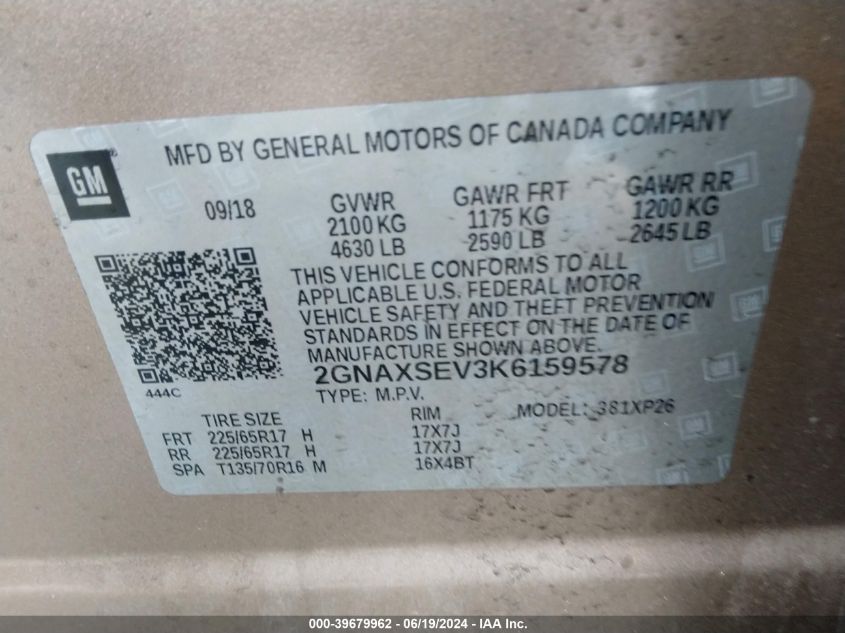 MFD BY GENERAL MOTORS OF CANADA COMPANY
GM
09/18 GVWR GAWR FRT GAWR RR
2100 KG 1175 KG 1200 KG
4630 LB 2590 LB 2645 LB
THIS VEHICLE CONFORMS TO ALL
APPLICABLE U.S. FEDERAL MOTOR
VEHICLE SAFETY AND THEFT PREVENTION
STANDARDS IN EFFECT ON THE DATE OF
MANUFACTURE SHOWN ABOVE.
444C
2GNAXSEV3K6159578
TYPE: M.P.V. MODEL: 381XP26
TIRE SIZE RIM
FRT 225/65R17 H 17X7J
RR 225/65R17 H 17X7J
SPA T135/70R16 M 16X4BT
000-39679962 - 06/19/2024 - IAAI Inc.